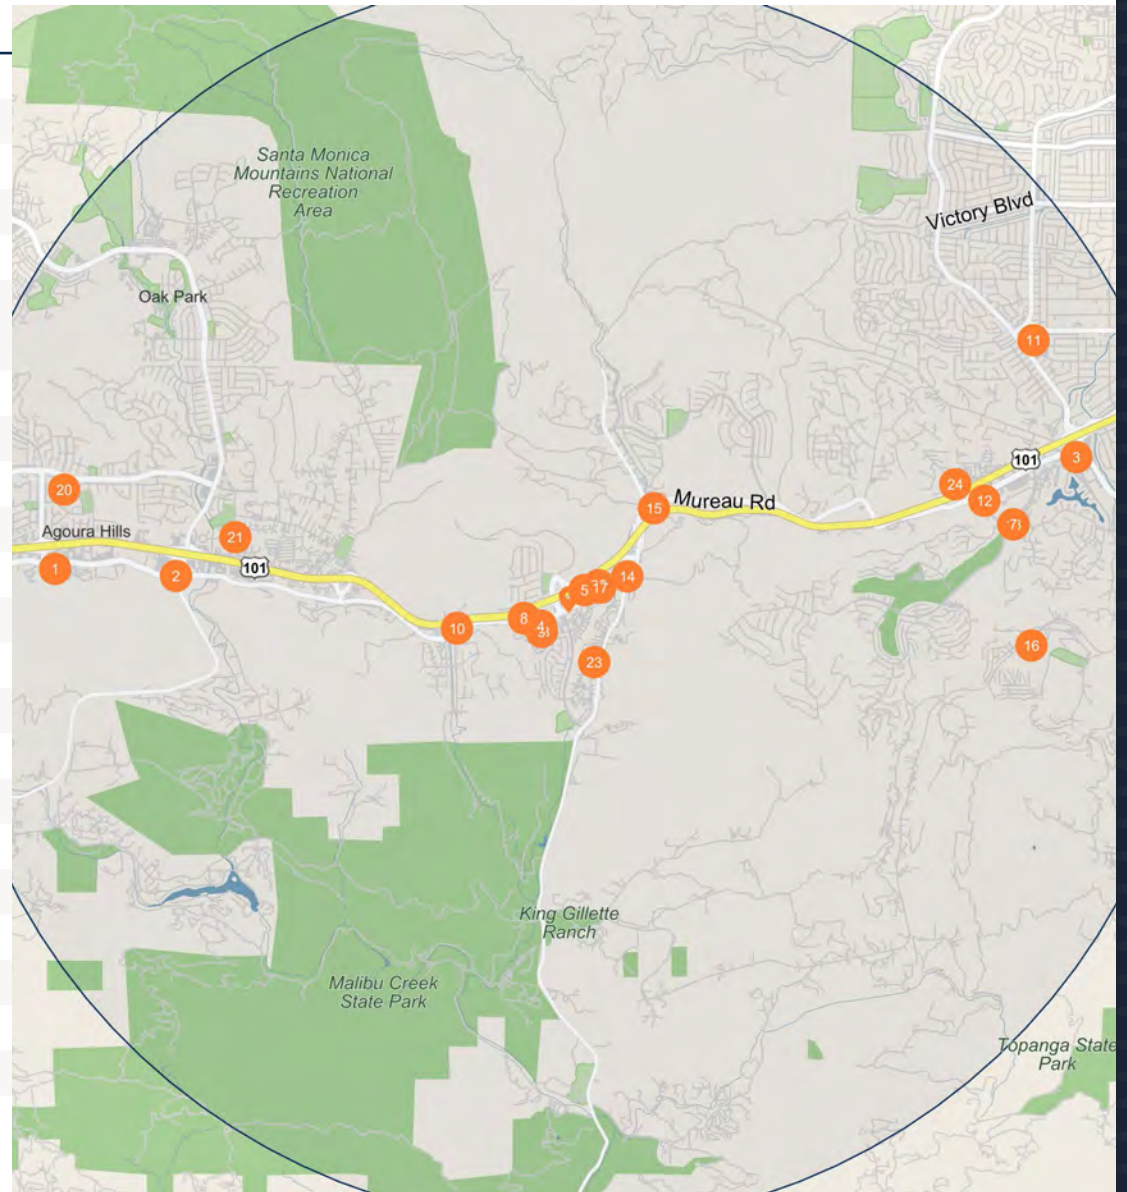 Santa Monica
Mountains National
Recreation
Area
Victory Blvd
Oak Park
11
101
3
24
12
20
Mureau Rd
15
Agoura Hills
21
101
1
2
14
5
17
8
4
10
23
16
King Gillette
Ranch
Malibu Creek
State Park
Topanga State
Park